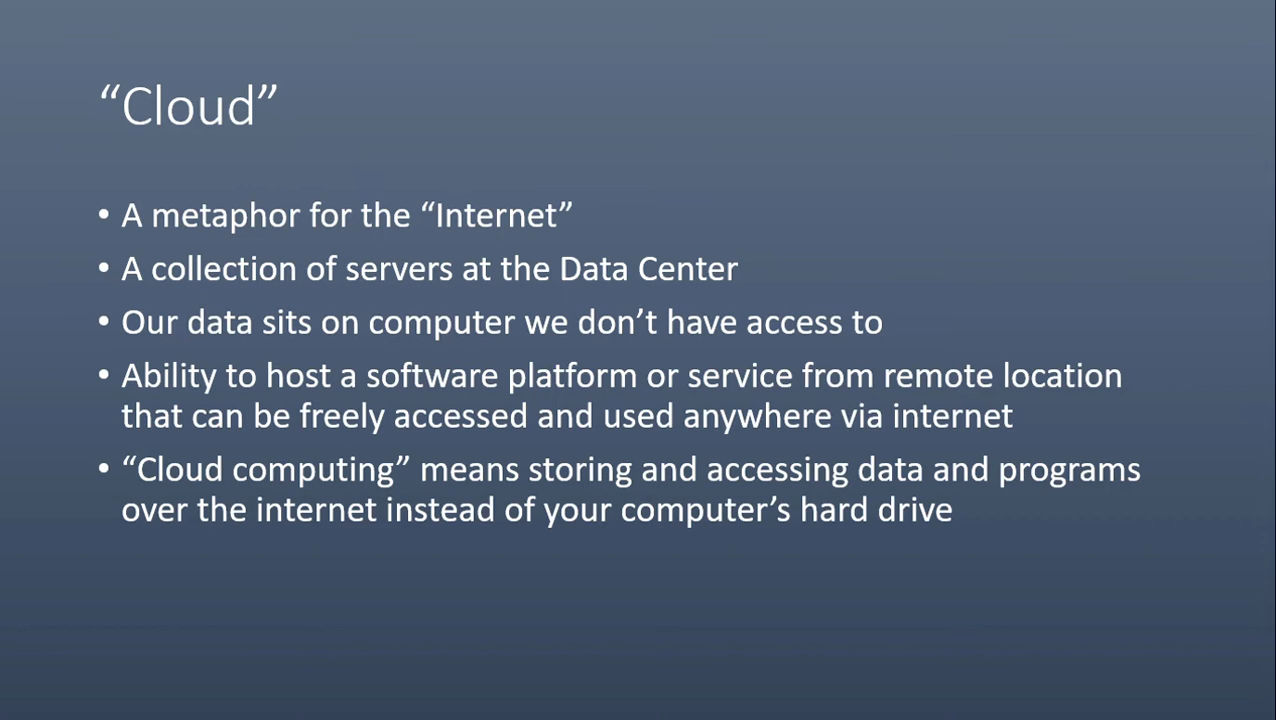 “Cloud”
• A metaphor for the “Internet”
• A collection of servers at the Data Center
• Our data sits on computer we don’t have access to
• Ability to host a software platform or service from remote location
that can be freely accessed and used anywhere via internet
• “Cloud computing” means storing and accessing data and programs
over the internet instead of your computer’s hard drive